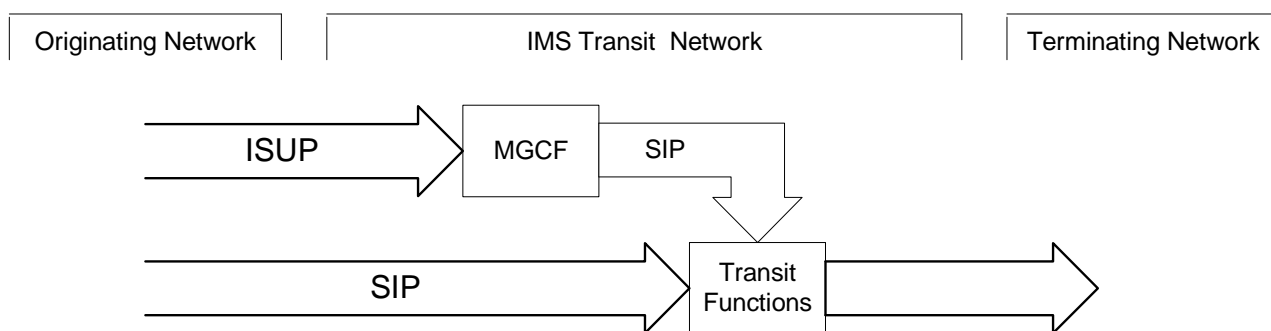 Originating Network
IMS Transit Network
Terminating Network
ISUP
MGCF
SIP
SIP
Transit
Functions